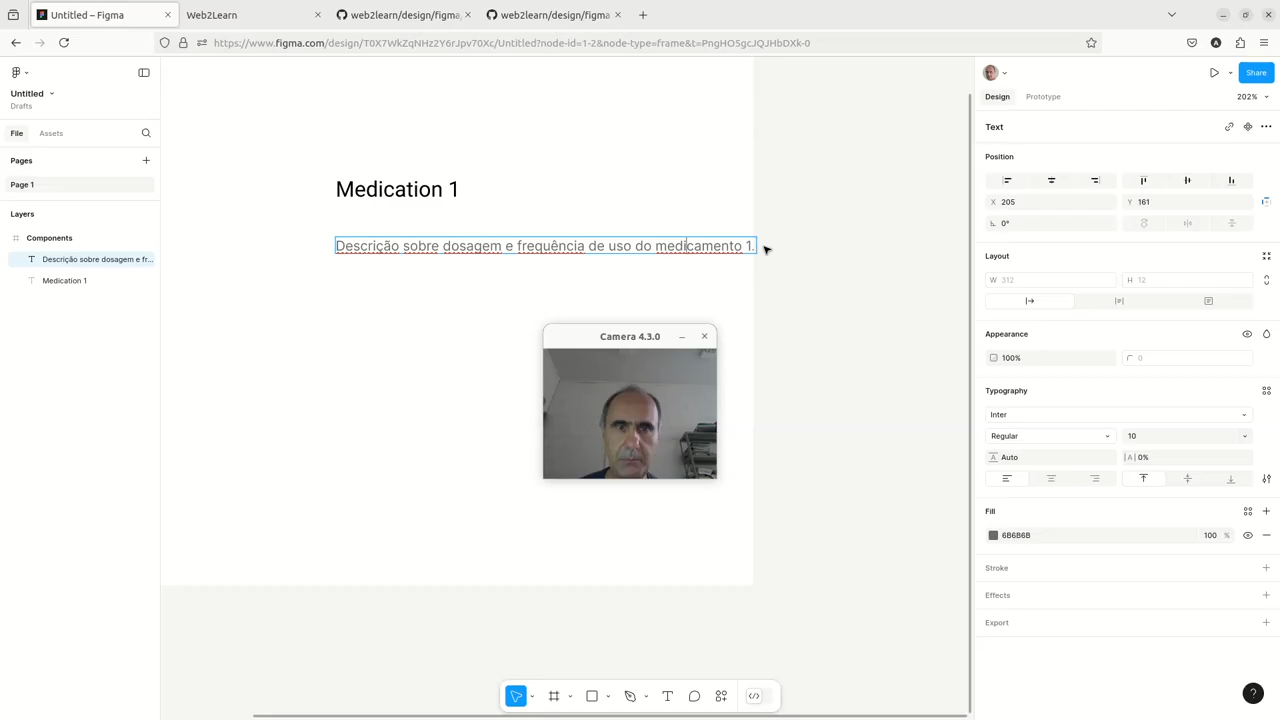 Untitled – Figma
Web2Learn
web2learn/design/figma,
web2learn/design/figma
https://www.figma.com/design/T0X7WkZqNHz2Y6rJpv70Xc/Untitled?node-id=1-2&node-type=frame&t=PngHO5gcJQJHbDXk-0
Untitled
Drafts
File
Assets
Pages
Page 1
Layers
Components
Descrição sobre dosagem e fr...
Medication 1
Medication 1
Descrição sobre dosagem e frequência de uso do medicamento 1.
Camera 4.3.0
Share
Design
Prototype
202%
Text
Position
X 205
Y 161
0°
Layout
W 312
H 12
Appearance
100%
0
Typography
Inter
Regular
10
Auto
|A| 0%
Fill
6B6B6B
100 %
Stroke
Effects
Export
?